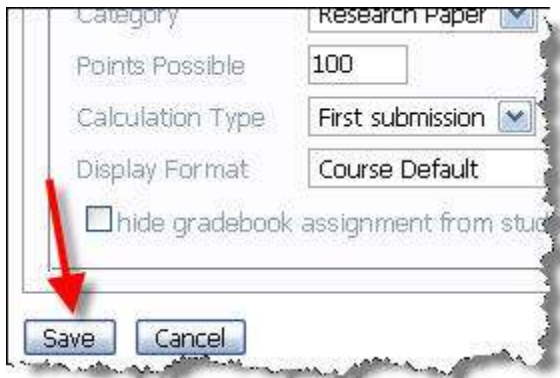 Category Research Paper
Points Possible 100
Calculation Type First submission
Display Format Course Default
hide gradebook assignment from
Save Cancel